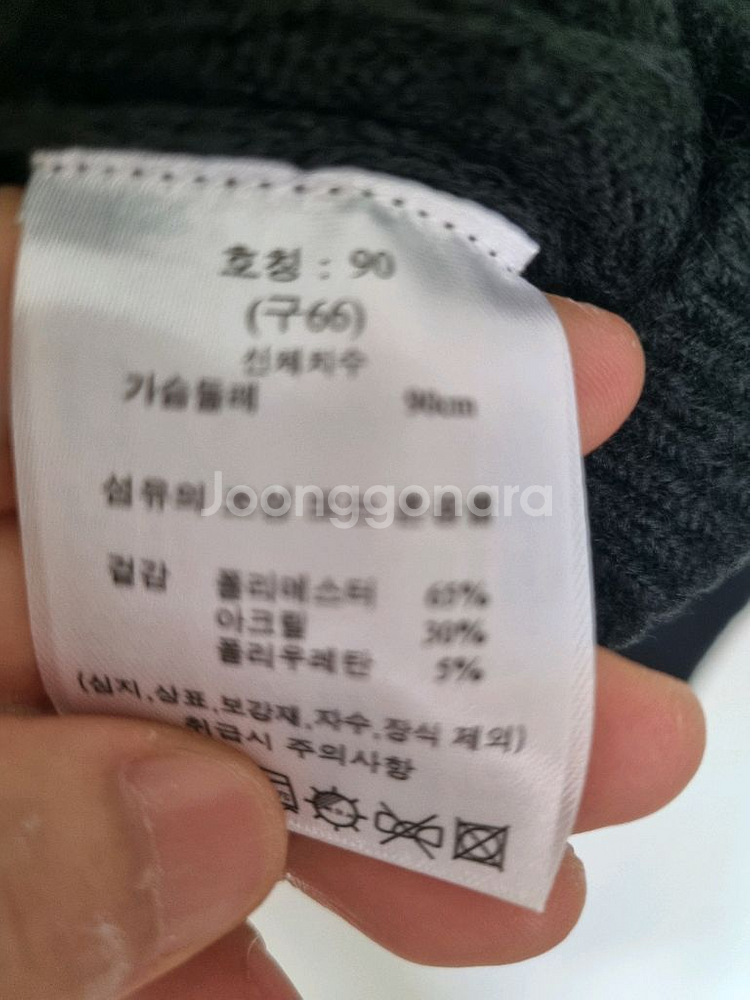 호칭 : 90
(구66)
신체치수
가슴둘레 90cm
섬유의
Joonggonara
겉감 폴리에스터 65%
아크릴 30%
폴리우레탄 5%
(심지,상표,보강재,자수,장식 제외)
취급시 주의사항